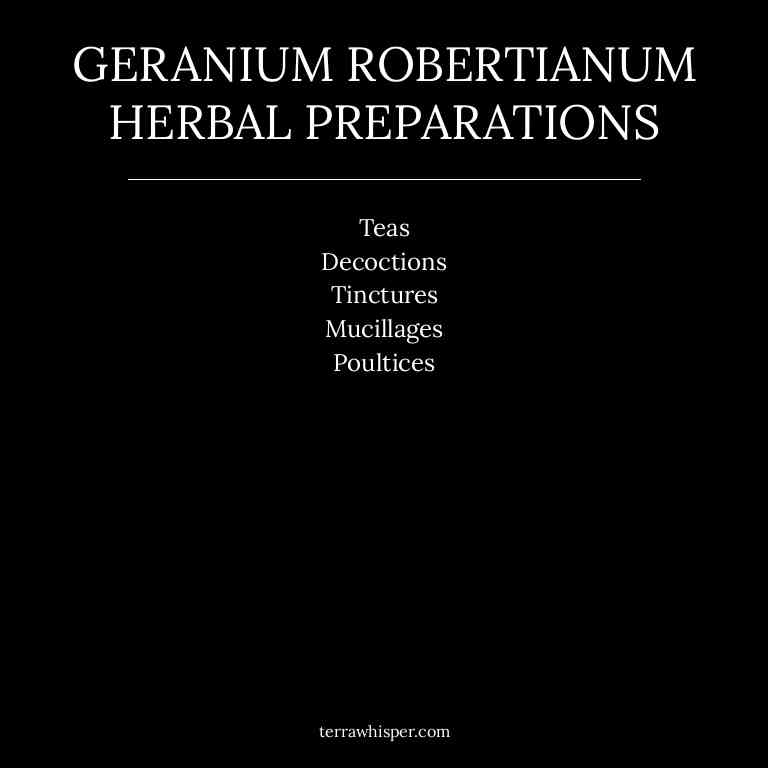 GERANIUM ROBERTIANUM
HERBAL PREPARATIONS
Teas
Decoctions
Tinctures
Mucillages
Poultices
terrawhisper.com